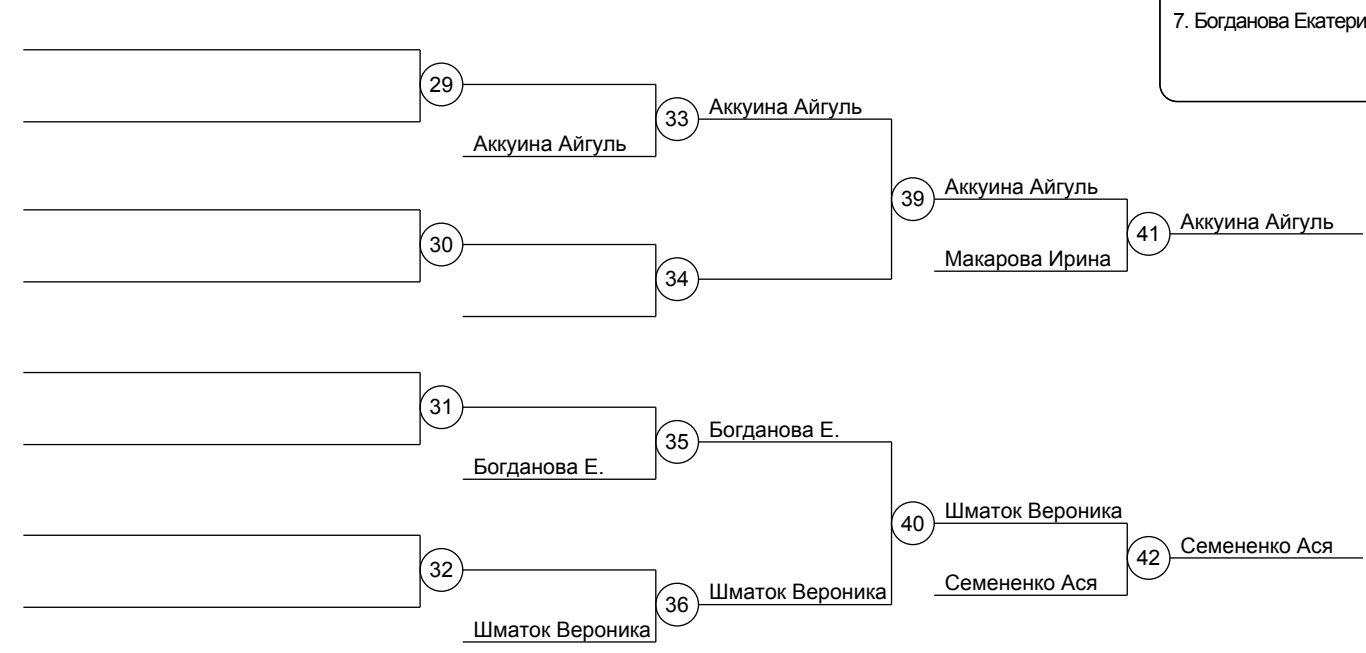 7. Богданова Екатери
29
33
Аккуина Айгуль
Аккуина Айгуль
39
Аккуина Айгуль
41
Аккуина Айгуль
30
Макарова Ирина
34
31
35
Богданова Е.
Богданова Е.
40
Шматок Вероника
42
Семененко Ася
32
Семененко Ася
36
Шматок Вероника
Шматок Вероника